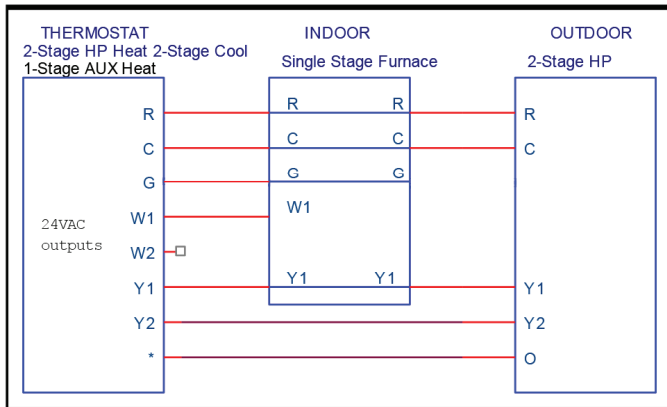 THERMOSTAT
2-Stage HP Heat 2-Stage Cool
1-Stage AUX Heat
R
C
G
W1
W2
Y1
Y2
*
24VAC
outputs
INDOOR
Single Stage Furnace
R R
C C
G G
W1
Y1 Y1
OUTDOOR
2-Stage HP
R
C
Y1
Y2
O